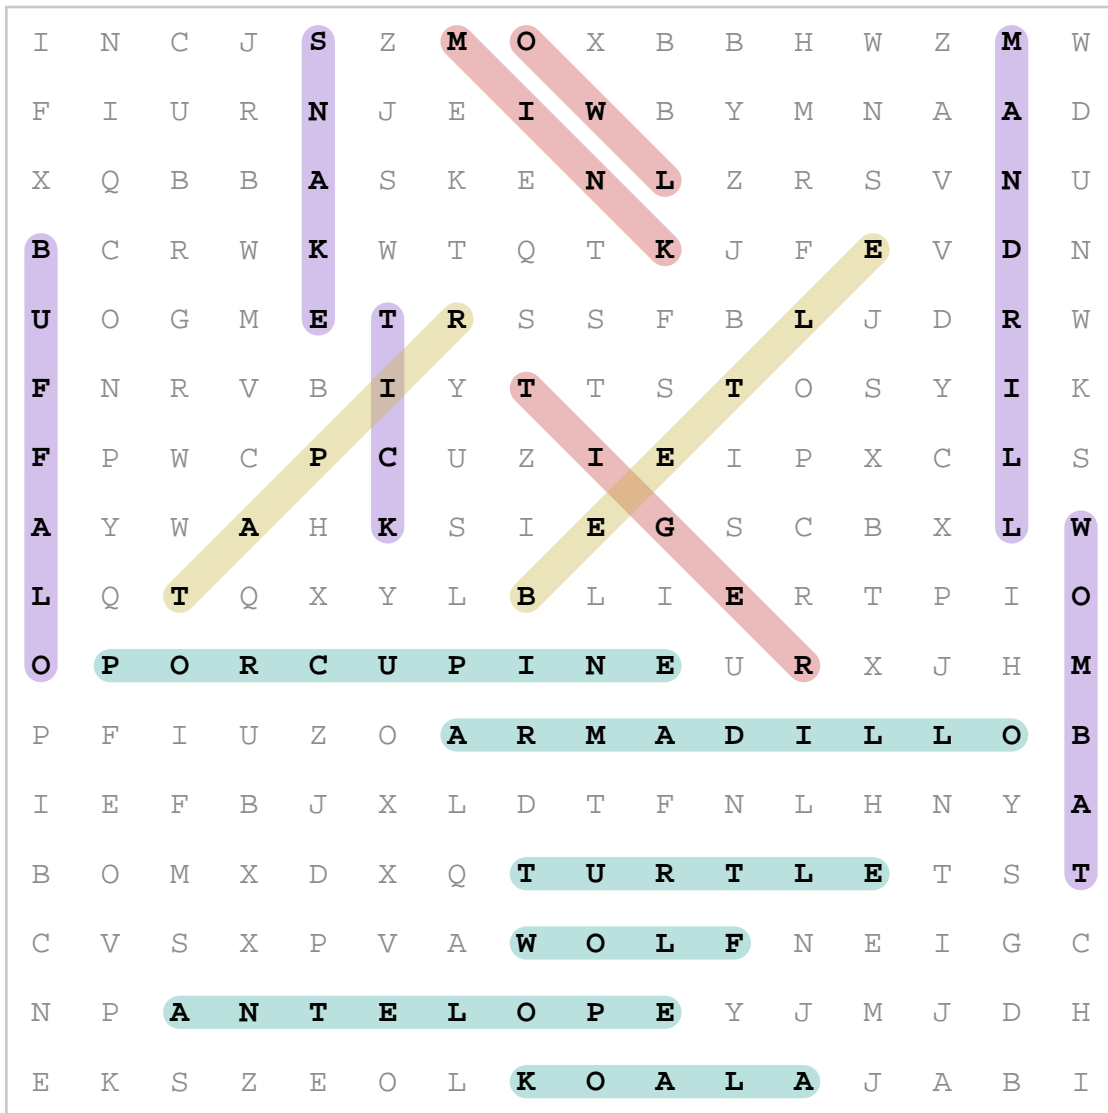 I N C J S Z M O X B B H W Z M W
F I U R N J E I W B Y M N A A D
X Q B B A S K E N L Z R S V N U
B C R W K W T Q T K J F E V D N
U O G M E T R S S F B L J D R W
F N R V B I Y T T S T O S Y I K
F P W C P C U Z I E I P X C L S
A Y W A H K S I E G S C B X L W
L Q T Q X Y L B L I E R T P I O
O P O R C U P I N E U R X J H M
P F I U Z O A R M A D I L L O B
I E F B J X L D T F N L H N Y A
B O M X D X Q T U R T L E T S T
C V S X P V A W O L F N E I G C
N P A N T E L O P E Y J M J D H
E K S Z E O L K O A L A J A B I